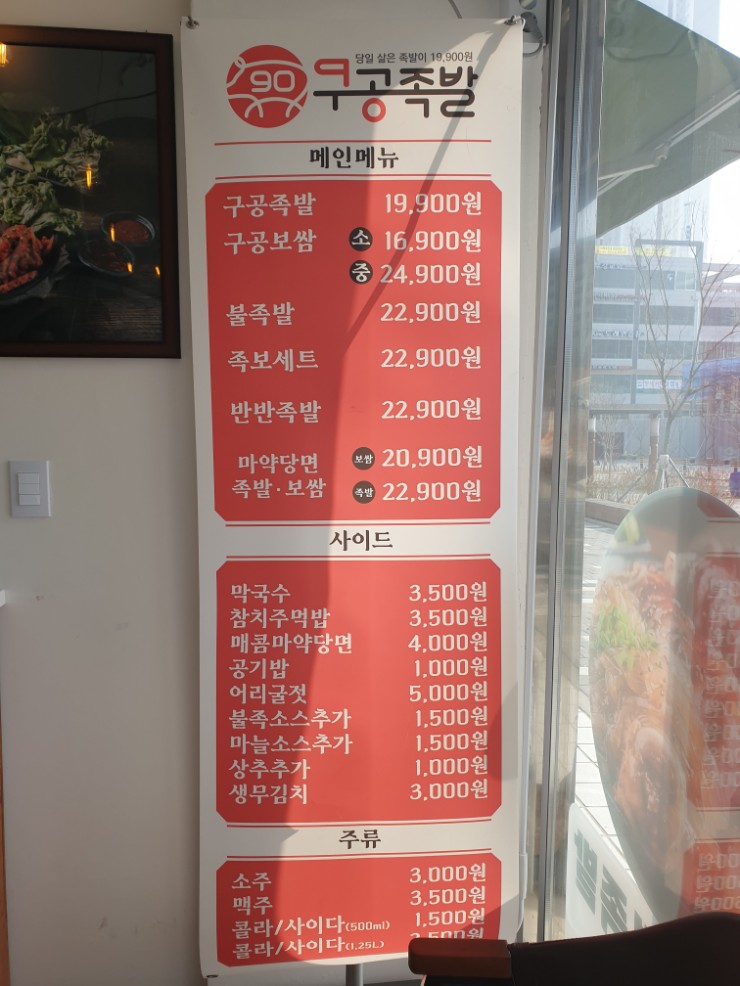 당일 삶은 족발이 19,900원
90 구공족발
메인메뉴
구공족발 19,900원
구공보쌈 소 16,900원
중 24,900원
불족발 22,900원
족보세트 22,900원
반반족발 22,900원
마약당면 보쌈 20,900원
족발·보쌈 족발 22,900원
사이드
막국수 3,500원
참치주먹밥 3,500원
매콤마약당면 4,000원
공기밥 1,000원
어리굴젓 5,000원
불족소스추가 1,500원
마늘소스추가 1,500원
상추추가 1,000원
생무김치 3,000원
주류
소주 3,000원
맥주 3,500원
콜라/사이다(500ml) 1,500원
콜라/사이다(1.25L)